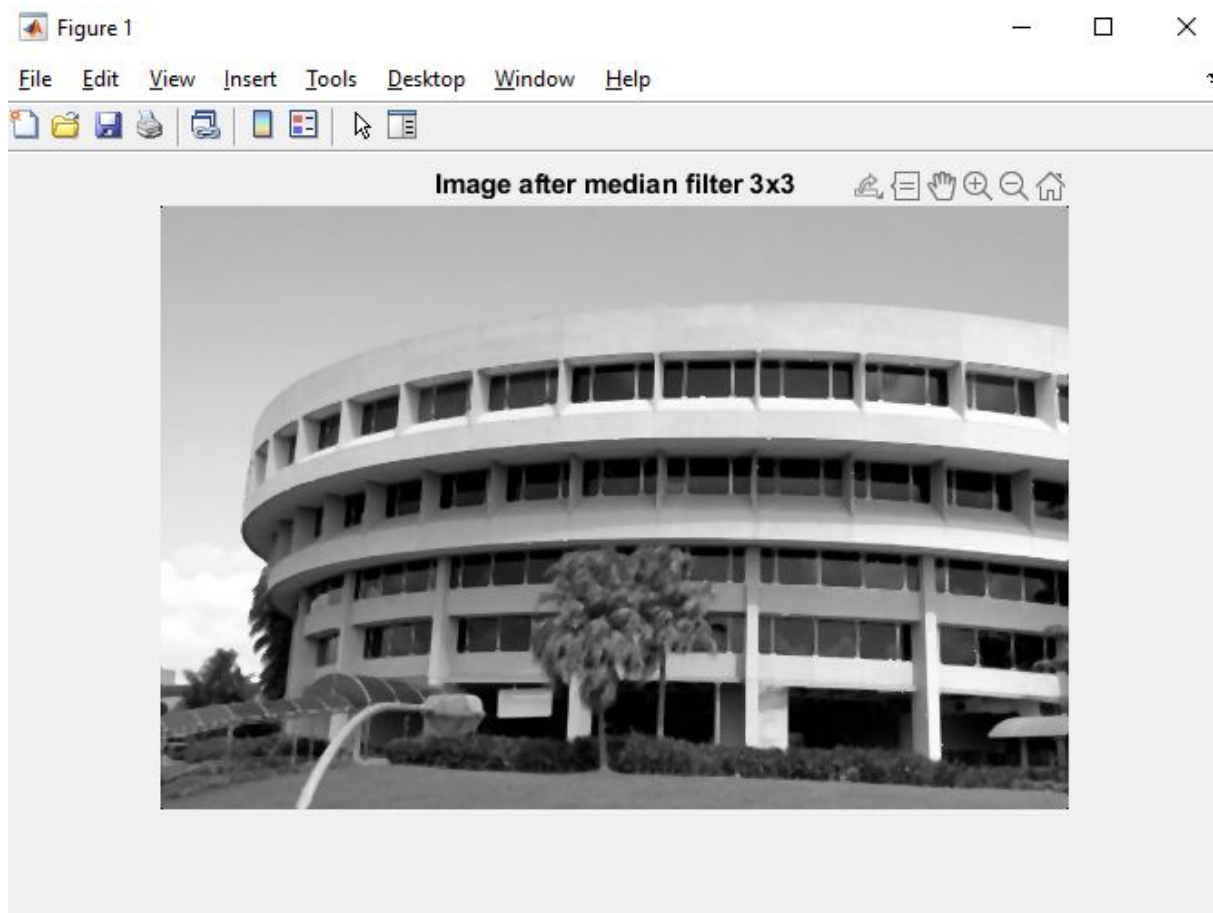 Figure 1
File Edit View Insert Tools Desktop Window Help
Image after median filter 3x3